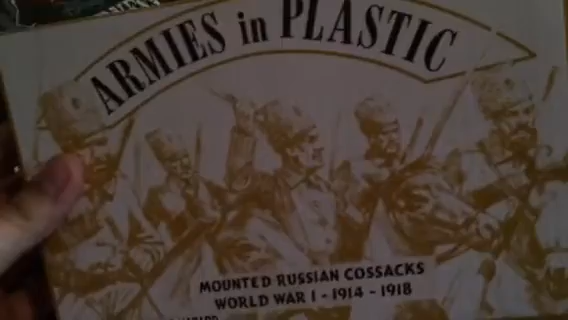 ARMIES in PLASTIC
MOUNTED RUSSIAN COSSACKS
WORLD WAR I - 1914 - 1918